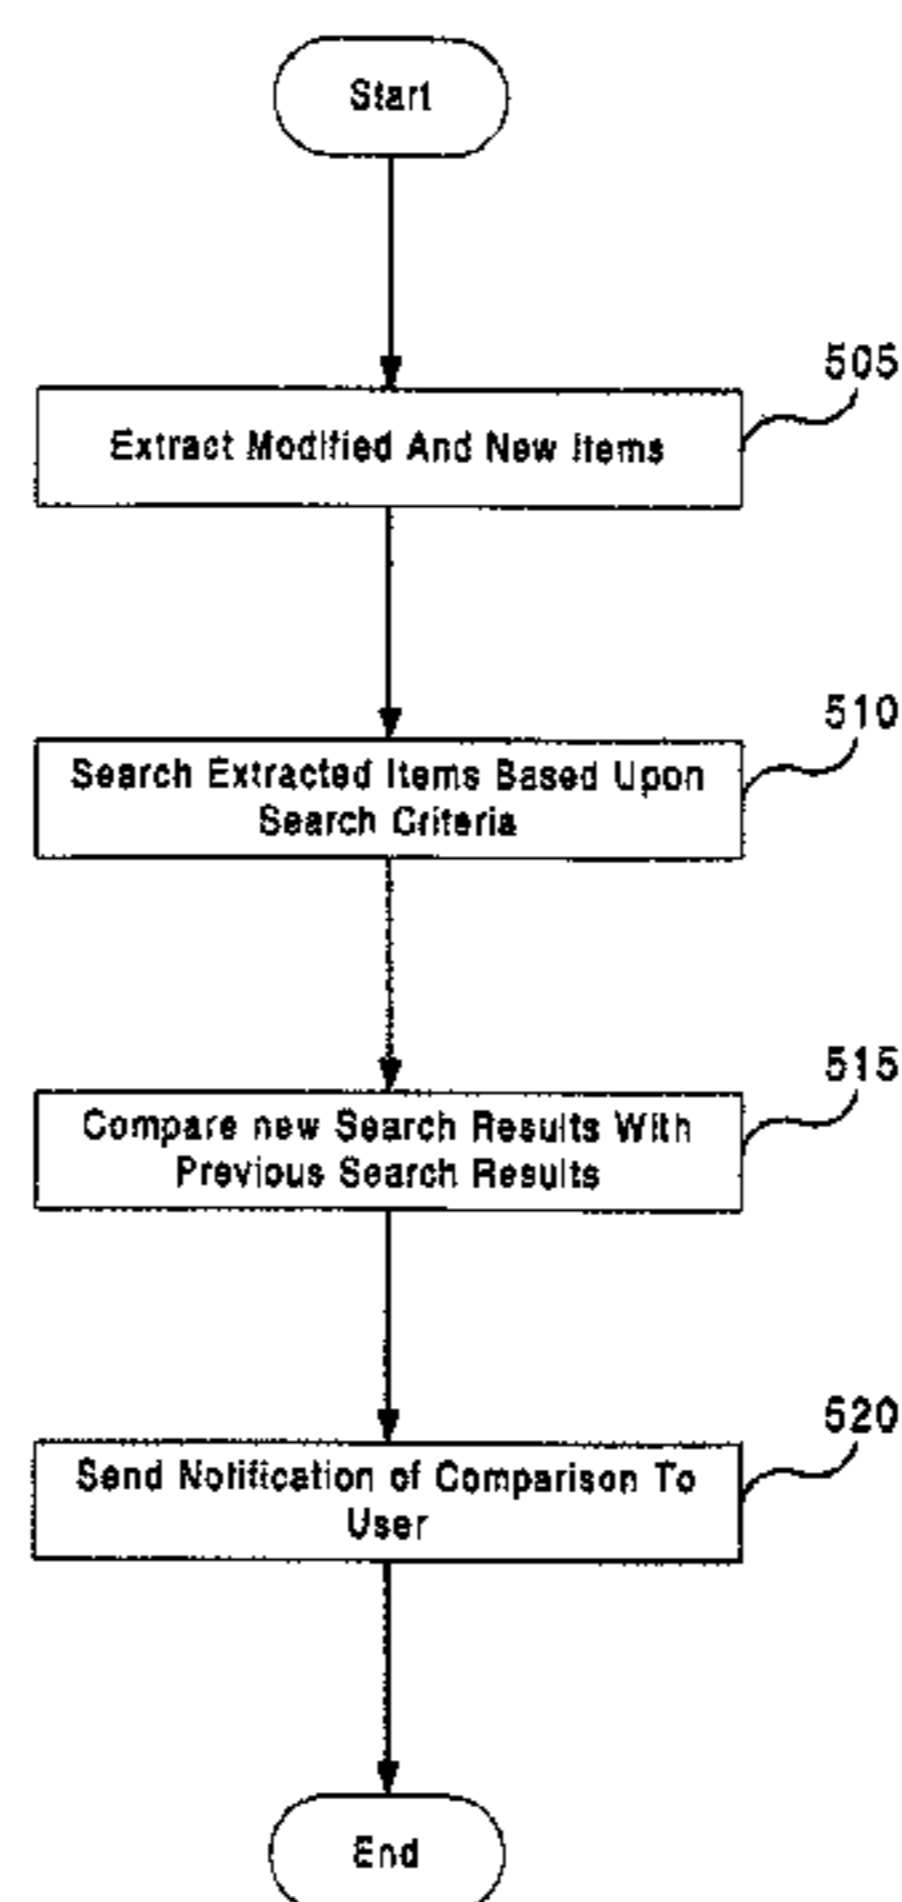 Start
505
Extract Modified And New Items
510
Search Extracted Items Based Upon
Search Criteria
515
Compare new Search Results With
Previous Search Results
520
Send Notification of Comparison To
User
End